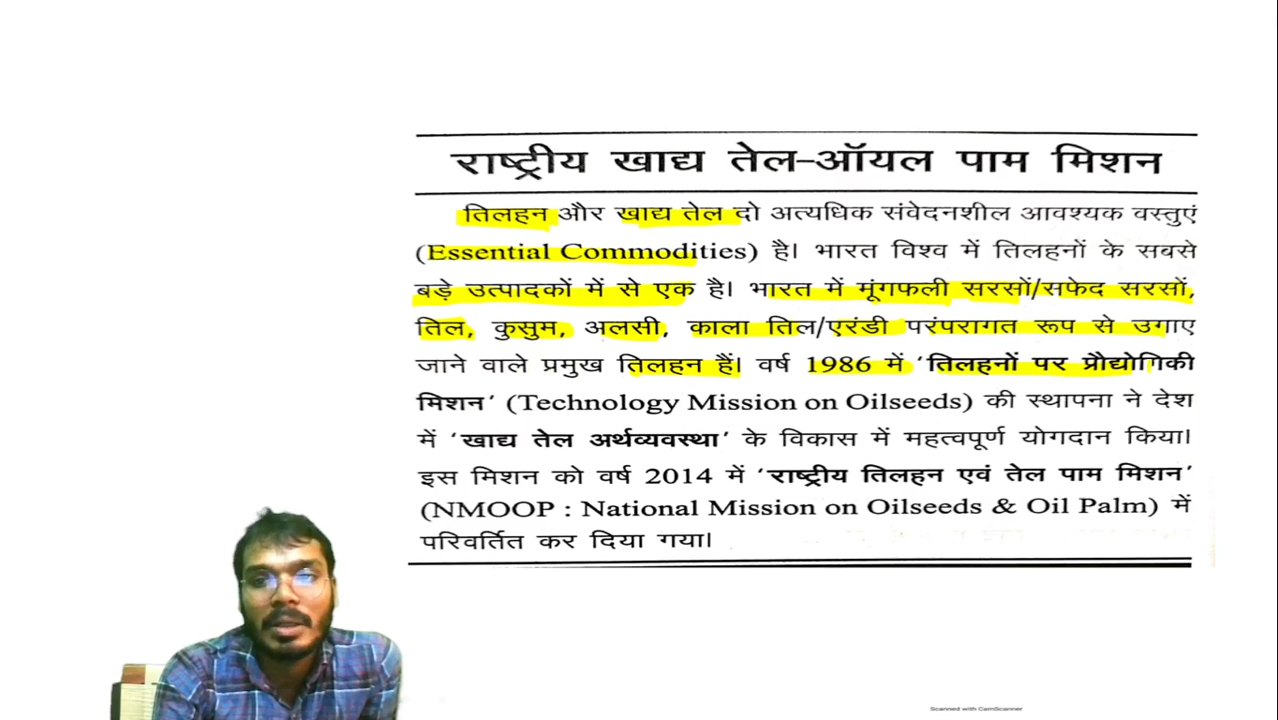 राष्ट्रीय खाद्य तेल-ऑयल पाम मिशन
तिलहन और खाद्य तेल दो अत्यधिक संवेदनशील आवश्यक वस्तुएं
(Essential Commodities) है। भारत विश्व में तिलहनों के सबसे
बड़े उत्पादकों में से एक है। भारत में मूंगफली सरसों/सफेद सरसों,
तिल, कुसुम, अलसी, काला तिल/एरंडी परंपरागत रूप से उगाए
जाने वाले प्रमुख तिलहन हैं। वर्ष 1986 में 'तिलहनों पर प्रौद्योगिकी
मिशन' (Technology Mission on Oilseeds) की स्थापना ने देश
में 'खाद्य तेल अर्थव्यवस्था' के विकास में महत्वपूर्ण योगदान किया।
इस मिशन को वर्ष 2014 में 'राष्ट्रीय तिलहन एवं तेल पाम मिशन'
(NMOOP : National Mission on Oilseeds & Oil Palm) में
परिवर्तित कर दिया गया।
Scanned with CamScanner